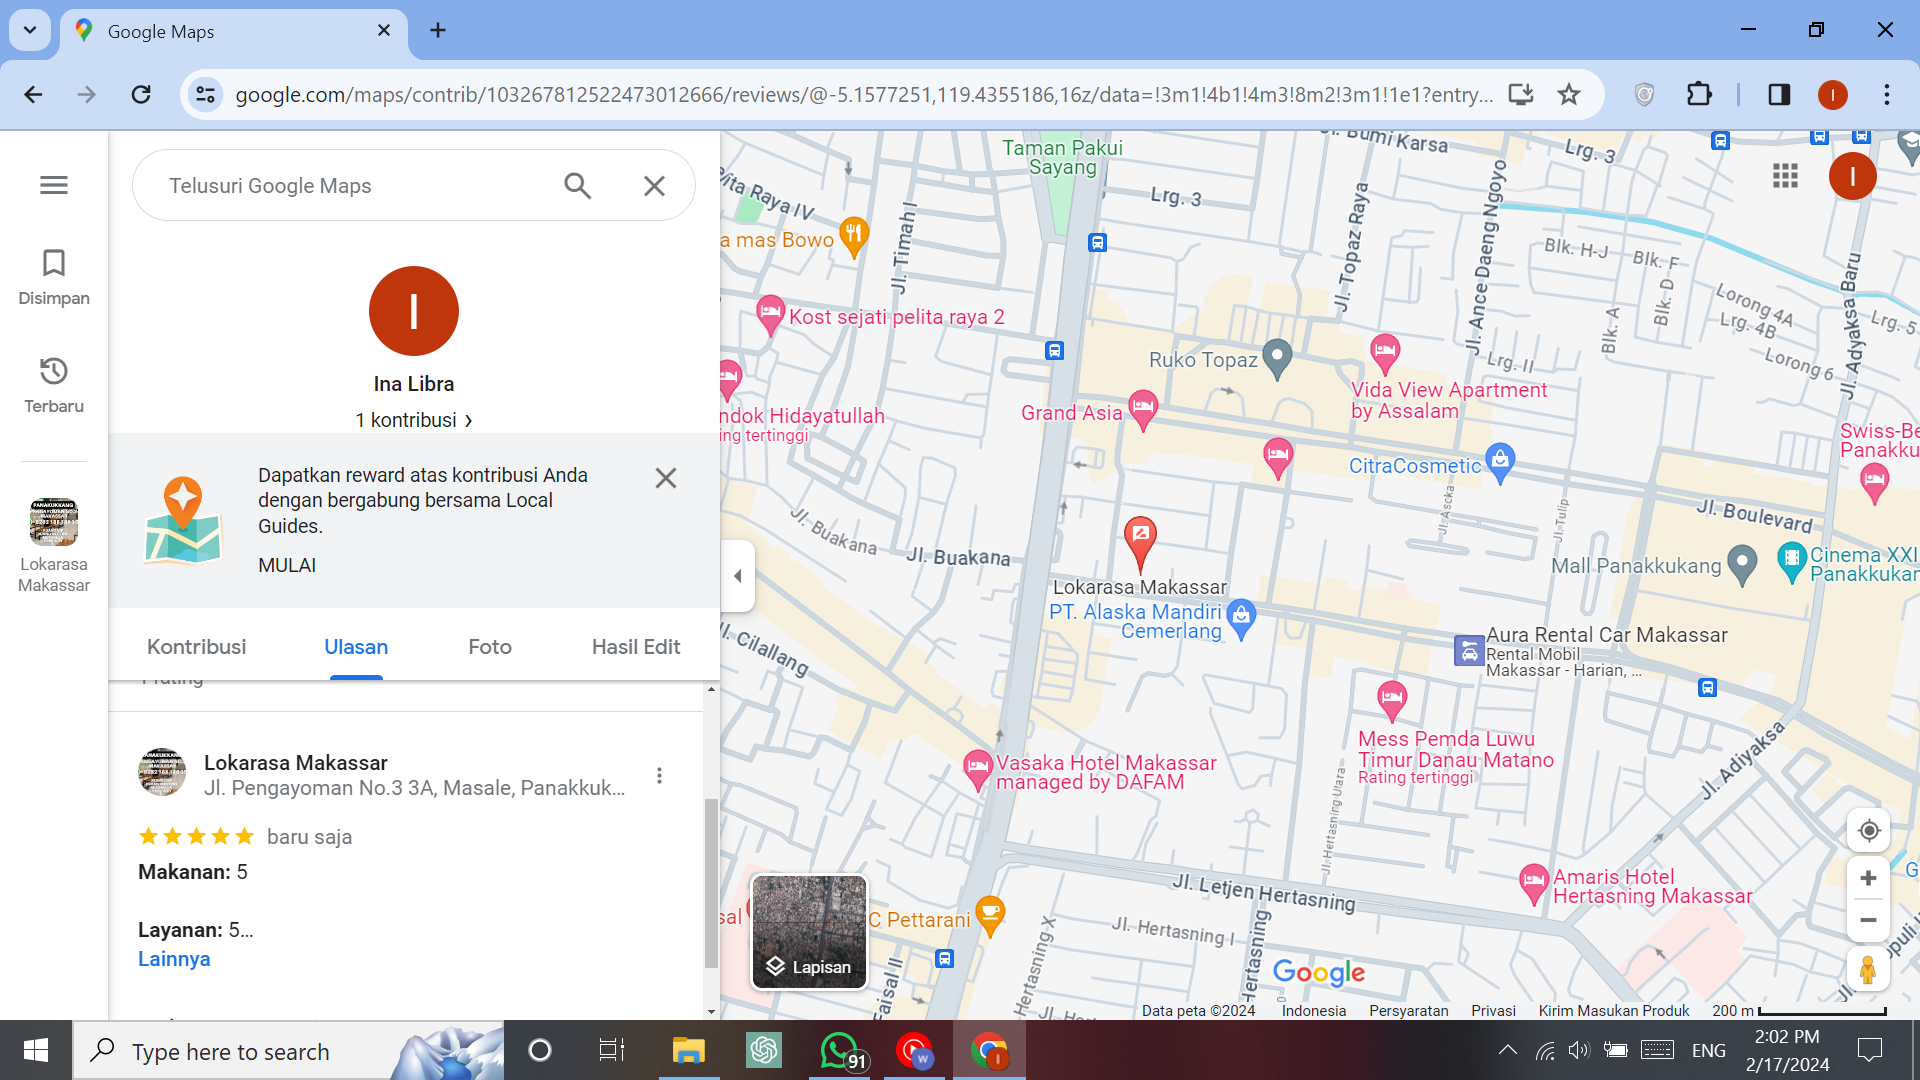 Google Maps
google.com/maps/contrib/103267812522473012666/reviews/@-5.1577251,119.4355186,16z/data=!3m1!4b1!4m3!8m2!3m1!1e1?entry...
I
Telusuri Google Maps
Disimpan
Terbaru
Lokarasa
Makassar
I
Ina Libra
1 kontribusi
Dapatkan reward atas kontribusi Anda
dengan bergabung bersama Local
Guides.
MULAI
Kontribusi
Ulasan
Foto
Hasil Edit
1 rating
Lokarasa Makassar
Jl. Pengayoman No.3 3A, Masale, Panakkuk...
baru saja
Makanan: 5
Layanan: 5...
Lainnya
Taman Pakui
Sayang
Jl. Bumi Karsa
Lrg. 3
I
Lrg. 3
Pelita Raya IV
a mas Bowo
Jl. Timah I
Jl. Topaz Raya
Jl. Ance Daeng Ngoyo
Blk. H-J
Blk. F
Blk. D
Blk. A
Lorong 4A
Lrg. 4B
Lrg. 5
Lorong 6
Jl. Adyaksa Baru
Kost sejati pelita raya 2
Ruko Topaz
Lrg. II
Vida View Apartment
by Assalam
Grand Asia
ndok Hidayatullah
ing tertinggi
Swiss-Be
Panakku
CitraCosmetic
Jl. Boulevard
Jl. Ascka
Jl. Tulip
Jl. Buakana
Jl. Buakana
Mall Panakkukang
Cinema XXI
Panakkukan
Lokarasa Makassar
PT. Alaska Mandiri
Cemerlang
Jl. Cilallang
Aura Rental Car Makassar
Rental Mobil
Makassar - Harian, ...
Mess Pemda Luwu
Timur Danau Matano
Rating tertinggi
Vasaka Hotel Makassar
managed by DAFAM
Jl. Hertasning Utara
Jl. Adiyaksa
Jl. Letjen Hertasning
Amaris Hotel
Hertasning Makassar
G
sal
C Pettarani
Jl. Hertasning I
Hertasning X
Hertasning
Faisal II
Jl. Ha
Lapisan
Google
Data peta ©2024
Indonesia
Persyaratan
Privasi
Kirim Masukan Produk
200 m
Type here to search
91
W
I
ENG
2:02 PM
2/17/2024